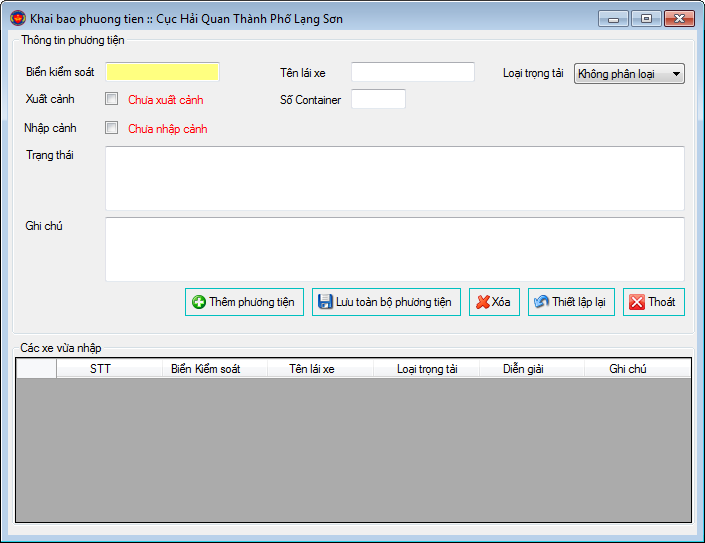 Khai bao phuong tien :: Cục Hải Quan Thành Phố Lạng Sơn
Thông tin phương tiện
Biển kiểm soát Tên lái xe Loại trọng tải Không phân loại
Xuất cảnh Chưa xuất cảnh Số Container
Nhập cảnh Chưa nhập cảnh
Trạng thái
Ghi chú
Thêm phương tiện Lưu toàn bộ phương tiện Xóa Thiết lập lại Thoát
Các xe vừa nhập
STT Biển Kiểm soát Tên lái xe Loại trọng tải Diễn giải Ghi chú